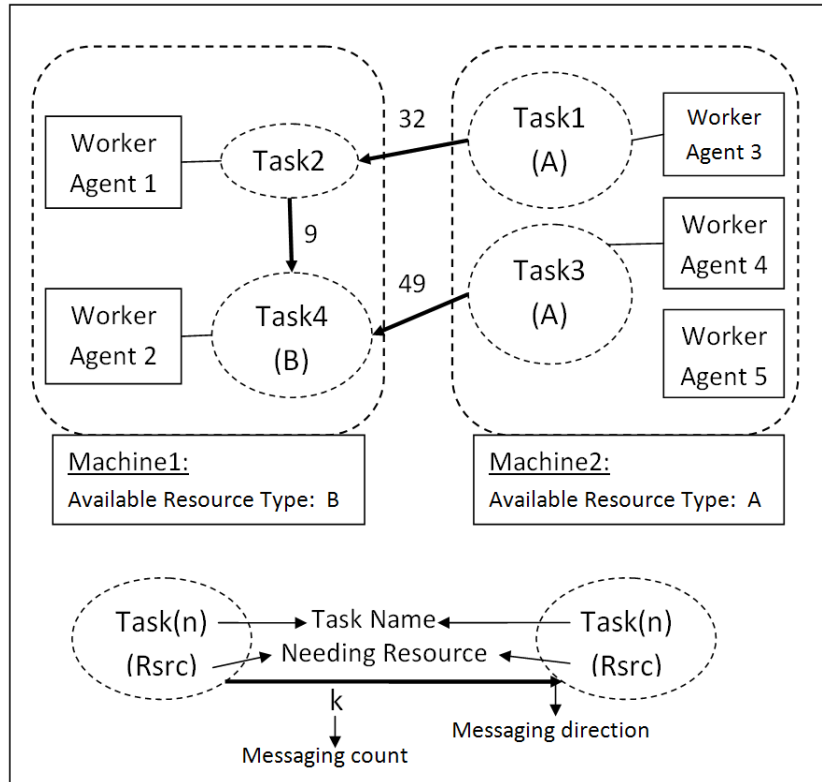 Worker
Agent 1
Task2
32
Task1
(A)
Worker
Agent 3
9
Worker
Agent 2
Task4
(B)
49
Task3
(A)
Worker
Agent 4
Worker
Agent 5
Machine1:
Available Resource Type: B
Machine2:
Available Resource Type: A
Task(n)
(Rsrc)
Task Name
Needing Resource
Task(n)
(Rsrc)
k
Messaging count
Messaging direction